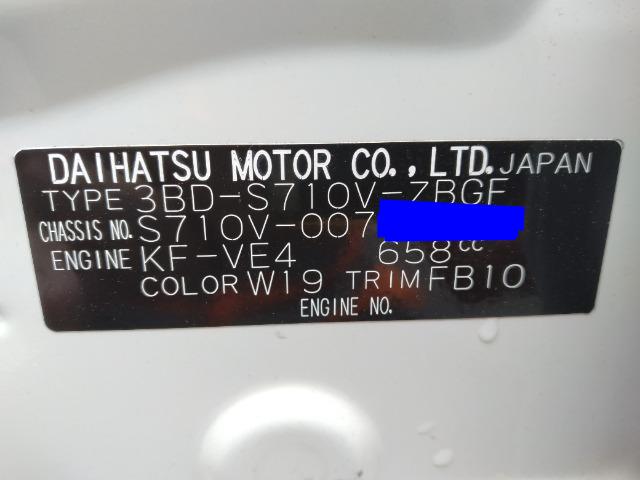 DAIHATSU MOTOR CO.,LTD. JAPAN
TYPE 3BD-S710V-ZBGF
CHASSIS NO. S710V-007
ENGINE KF-VE4 658cc
COLOR W19 TRIM FB10
ENGINE NO.